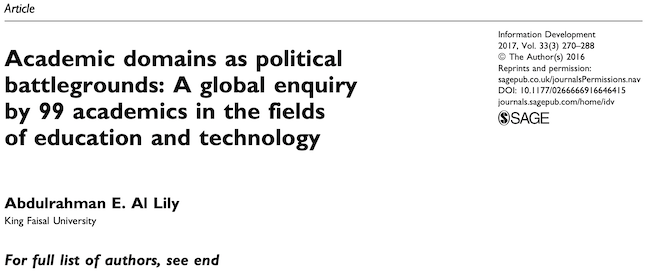 Article
Academic domains as political
battlegrounds: A global enquiry
by 99 academics in the fields
of education and technology
Abdulrahman E. Al Lily
King Faisal University
For full list of authors, see end
Information Development
2017, Vol. 33(3) 270–288
© The Author(s) 2016
Reprints and permission:
sagepub.co.uk/journalsPermissions.nav
DOI: 10.1177/0266666916646415
journals.sagepub.com/home/idv
SAGE